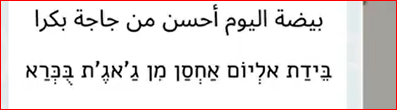 بيضة اليوم أحسن من جاجة بكرا
בֵּידַת אלְיוֹם אַחְסַן מִן גַ'אגֶ'ת בֻּכְּרַא